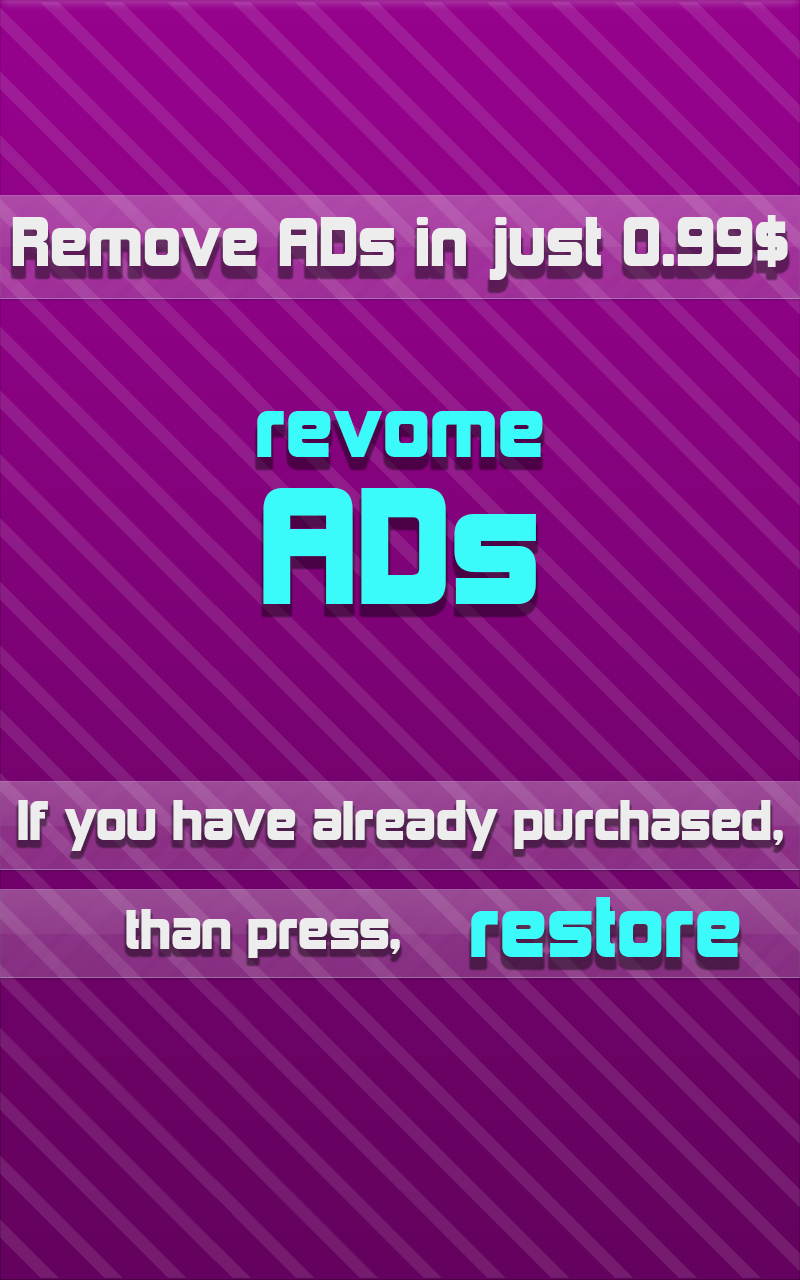 Remove ADs in just 0.99$
revome
ADs
If you have already purchased,
than press, restore